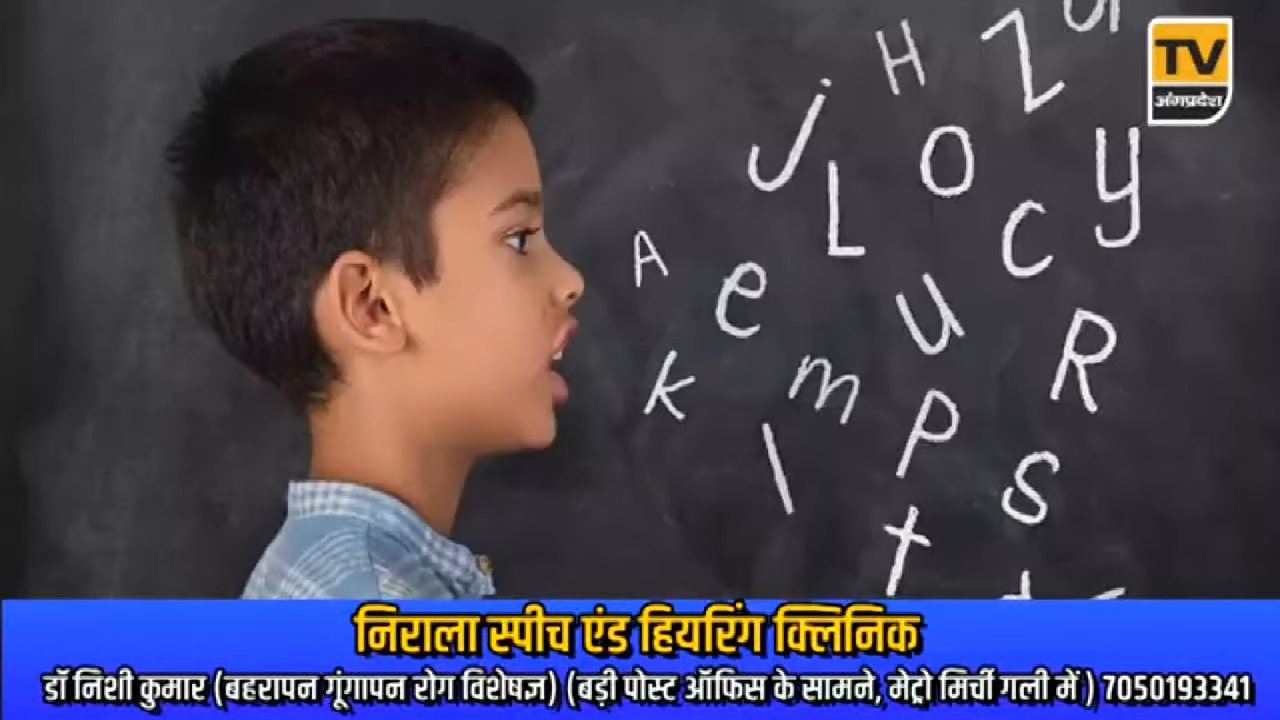 H
Z
TV
अंगप्रदेश
j
o
y
L
c
A
e
u
R
k
m
P
l
s
t
निराला स्पीच एंड हियरिंग क्लिनिक
डॉ निशी कुमार (बहरापन गूंगापन रोग विशेषज्ञ) (बड़ी पोस्ट ऑफिस के सामने, मेट्रो मिर्ची गली में ) 7050193341